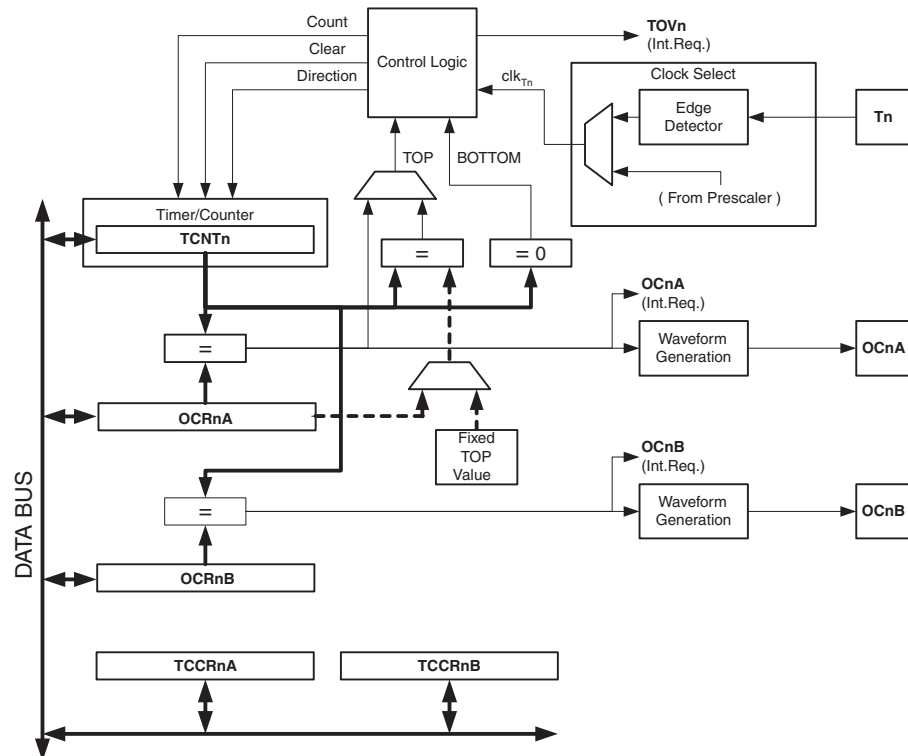 Count
Clear
Direction
Control Logic
TOVn
(Int.Req.)
clkTn
Clock Select
Edge
Detector
Tn
( From Prescaler )
TOP
BOTTOM
Timer/Counter
TCNTn
=
= 0
OCnA
(Int.Req.)
=
Waveform
Generation
OCnA
OCRnA
Fixed
TOP
Value
OCnB
(Int.Req.)
=
Waveform
Generation
OCnB
OCRnB
DATA BUS
TCCRnA
TCCRnB